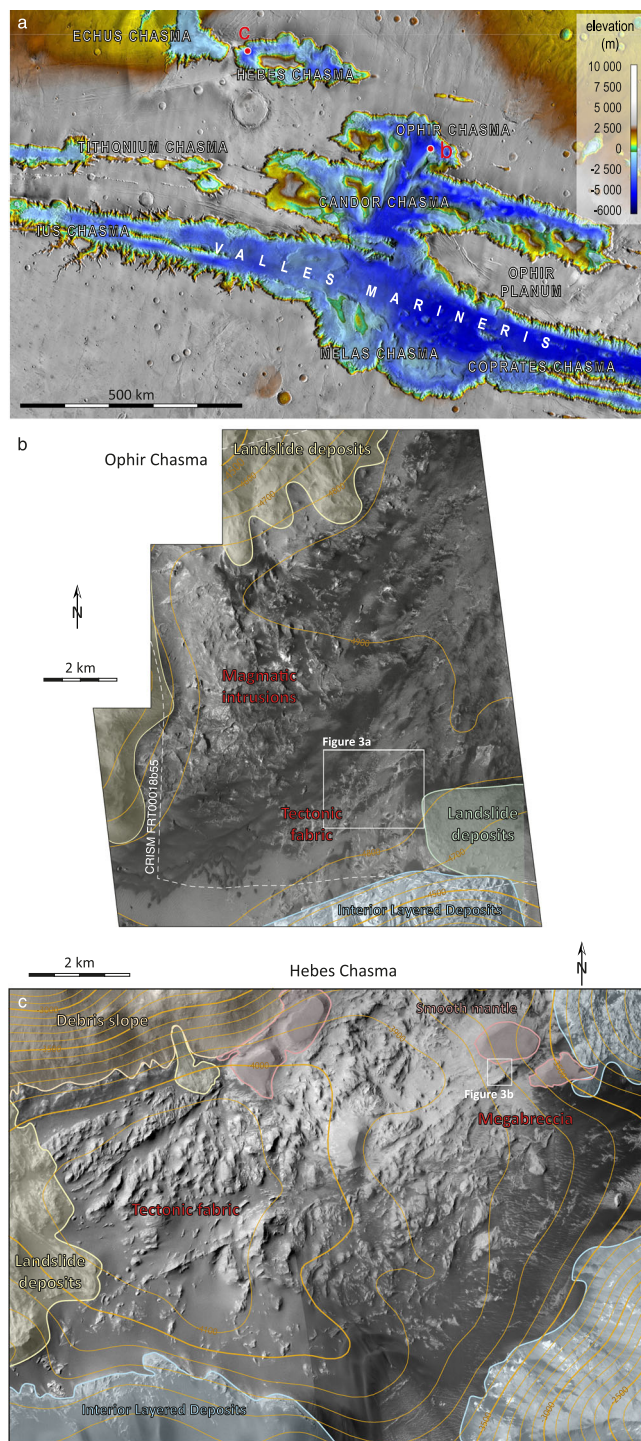 a
ECHUS CHASMA
c
HEBES CHASMA
elevation
(m)
10 000
7 500
5 000
2 500
0
-2 500
-5 000
-6000
OPHIR CHASMA
b
TITHONIUM CHASMA
CANDOR CHASMA
IUS CHASMA
VALLES MARINERIS
OPHIR
PLANUM
MELAS CHASMA
COPRATES CHASMA
500 km
b
Ophir Chasma
Landslide deposits
-4700
N
2 km
Magmatic
intrusions
Figure 3a
CRISM FRT00018b55
Tectonic
fabric
Landslide
deposits
Interior Layered Deposits
2 km
Hebes Chasma
N
c
Debris slope
Smooth mantle
Figure 3b
Megabreccia
Tectonic fabric
Landslide
deposits
Interior Layered Deposits